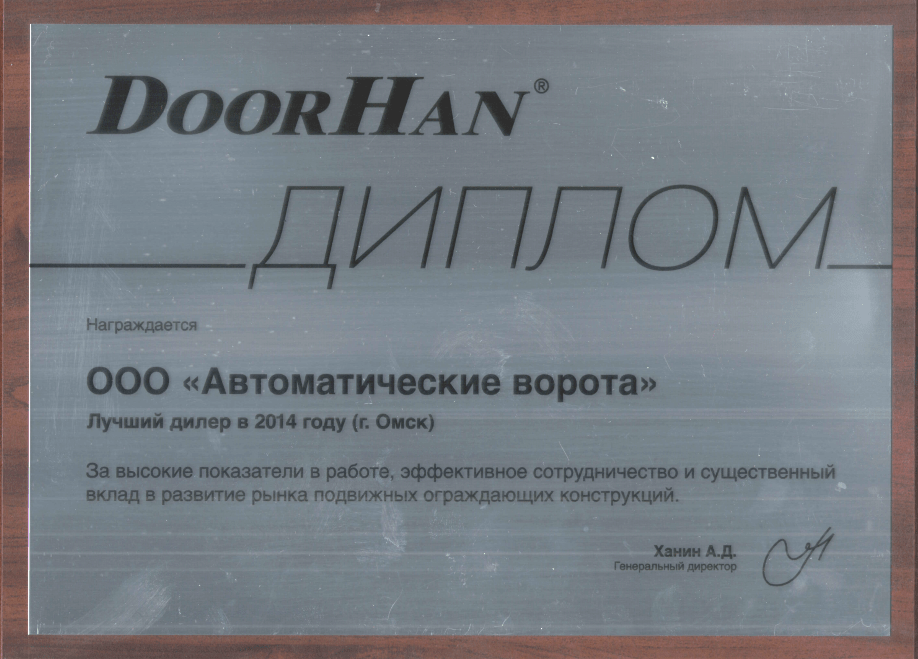 DOORHAN®
ДИПЛОМ
Награждается
ООО «Автоматические ворота»
Лучший дилер в 2014 году (г. Омск)
За высокие показатели в работе, эффективное сотрудничество и существенный
вклад в развитие рынка подвижных ограждающих конструкций.
Ханин А.Д.
Генеральный директор